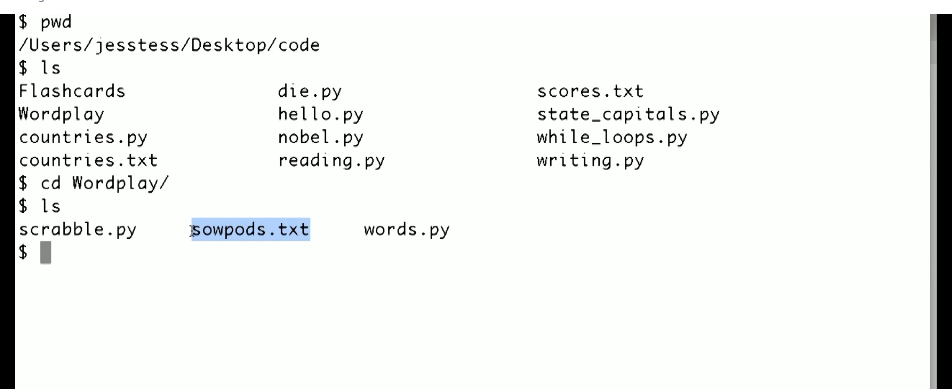 $ pwd
/Users/jesstess/Desktop/code
$ ls
Flashcards die.py scores.txt
Wordplay hello.py state_capitals.py
countries.py nobel.py while_loops.py
countries.txt reading.py writing.py
$ cd Wordplay/
$ ls
scrabble.py sowpods.txt words.py
$